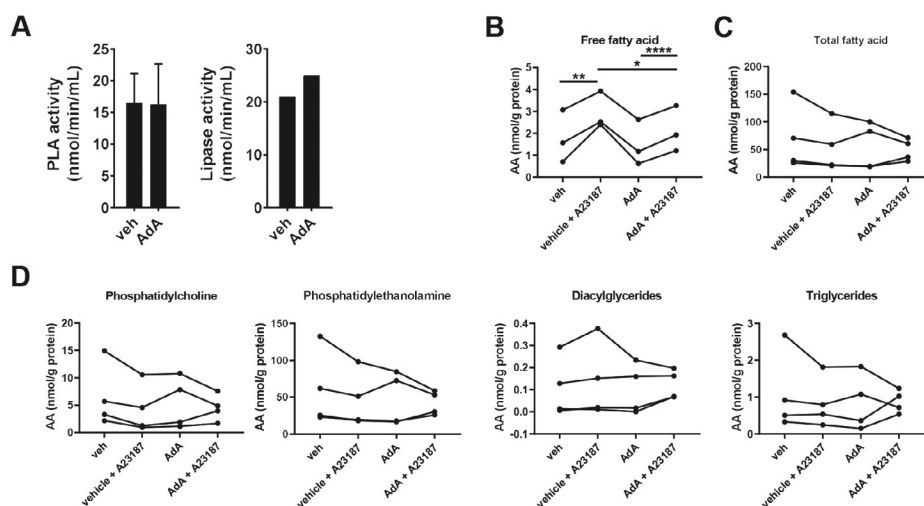 A
PLA activity
(nmol/min/mL)
25
20
15
10
5
0
veh
AdA
Lipase activity
(nmol/min/mL)
30
20
10
0
veh
AdA
B
Free fatty acid
****
*
**
AA (nmol/g protein)
5
4
3
2
1
0
veh
vehicle + A23187
AdA
AdA + A23187
C
Total fatty acid
AA (nmol/g protein)
200
150
100
50
0
veh
vehicle + A23187
AdA
AdA + A23187
D
Phosphatidylcholine
AA (nmol/g protein)
20
15
10
5
0
veh
vehicle + A23187
AdA
AdA + A23187
Phosphatidylethanolamine
150
100
50
0
veh
vehicle + A23187
AdA
AdA + A23187
Diacylglycerides
AA (nmol/g protein)
0.4
0.3
0.2
0.1
0.0
-0.1
veh
vehicle + A23187
AdA
AdA + A23187
Triglycerides
AA (nmol/g protein)
3
2
1
0
veh
vehicle + A23187
AdA
AdA + A23187